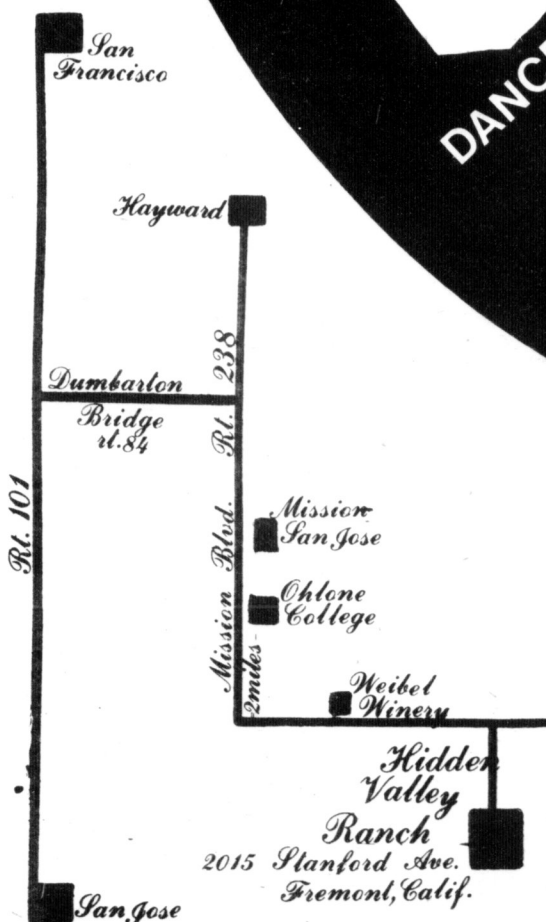 San
Francisco
DANC
Hayward
Dumbarton
Bridge
rt.84
Rt. 101
Mission Blvd. Rt. 238
Mission
San Jose
Ohlone
College
2 miles
Weibel
Winery
Hidden
Valley
Ranch
2015 Stanford Ave.
Fremont, Calif.
San Jose